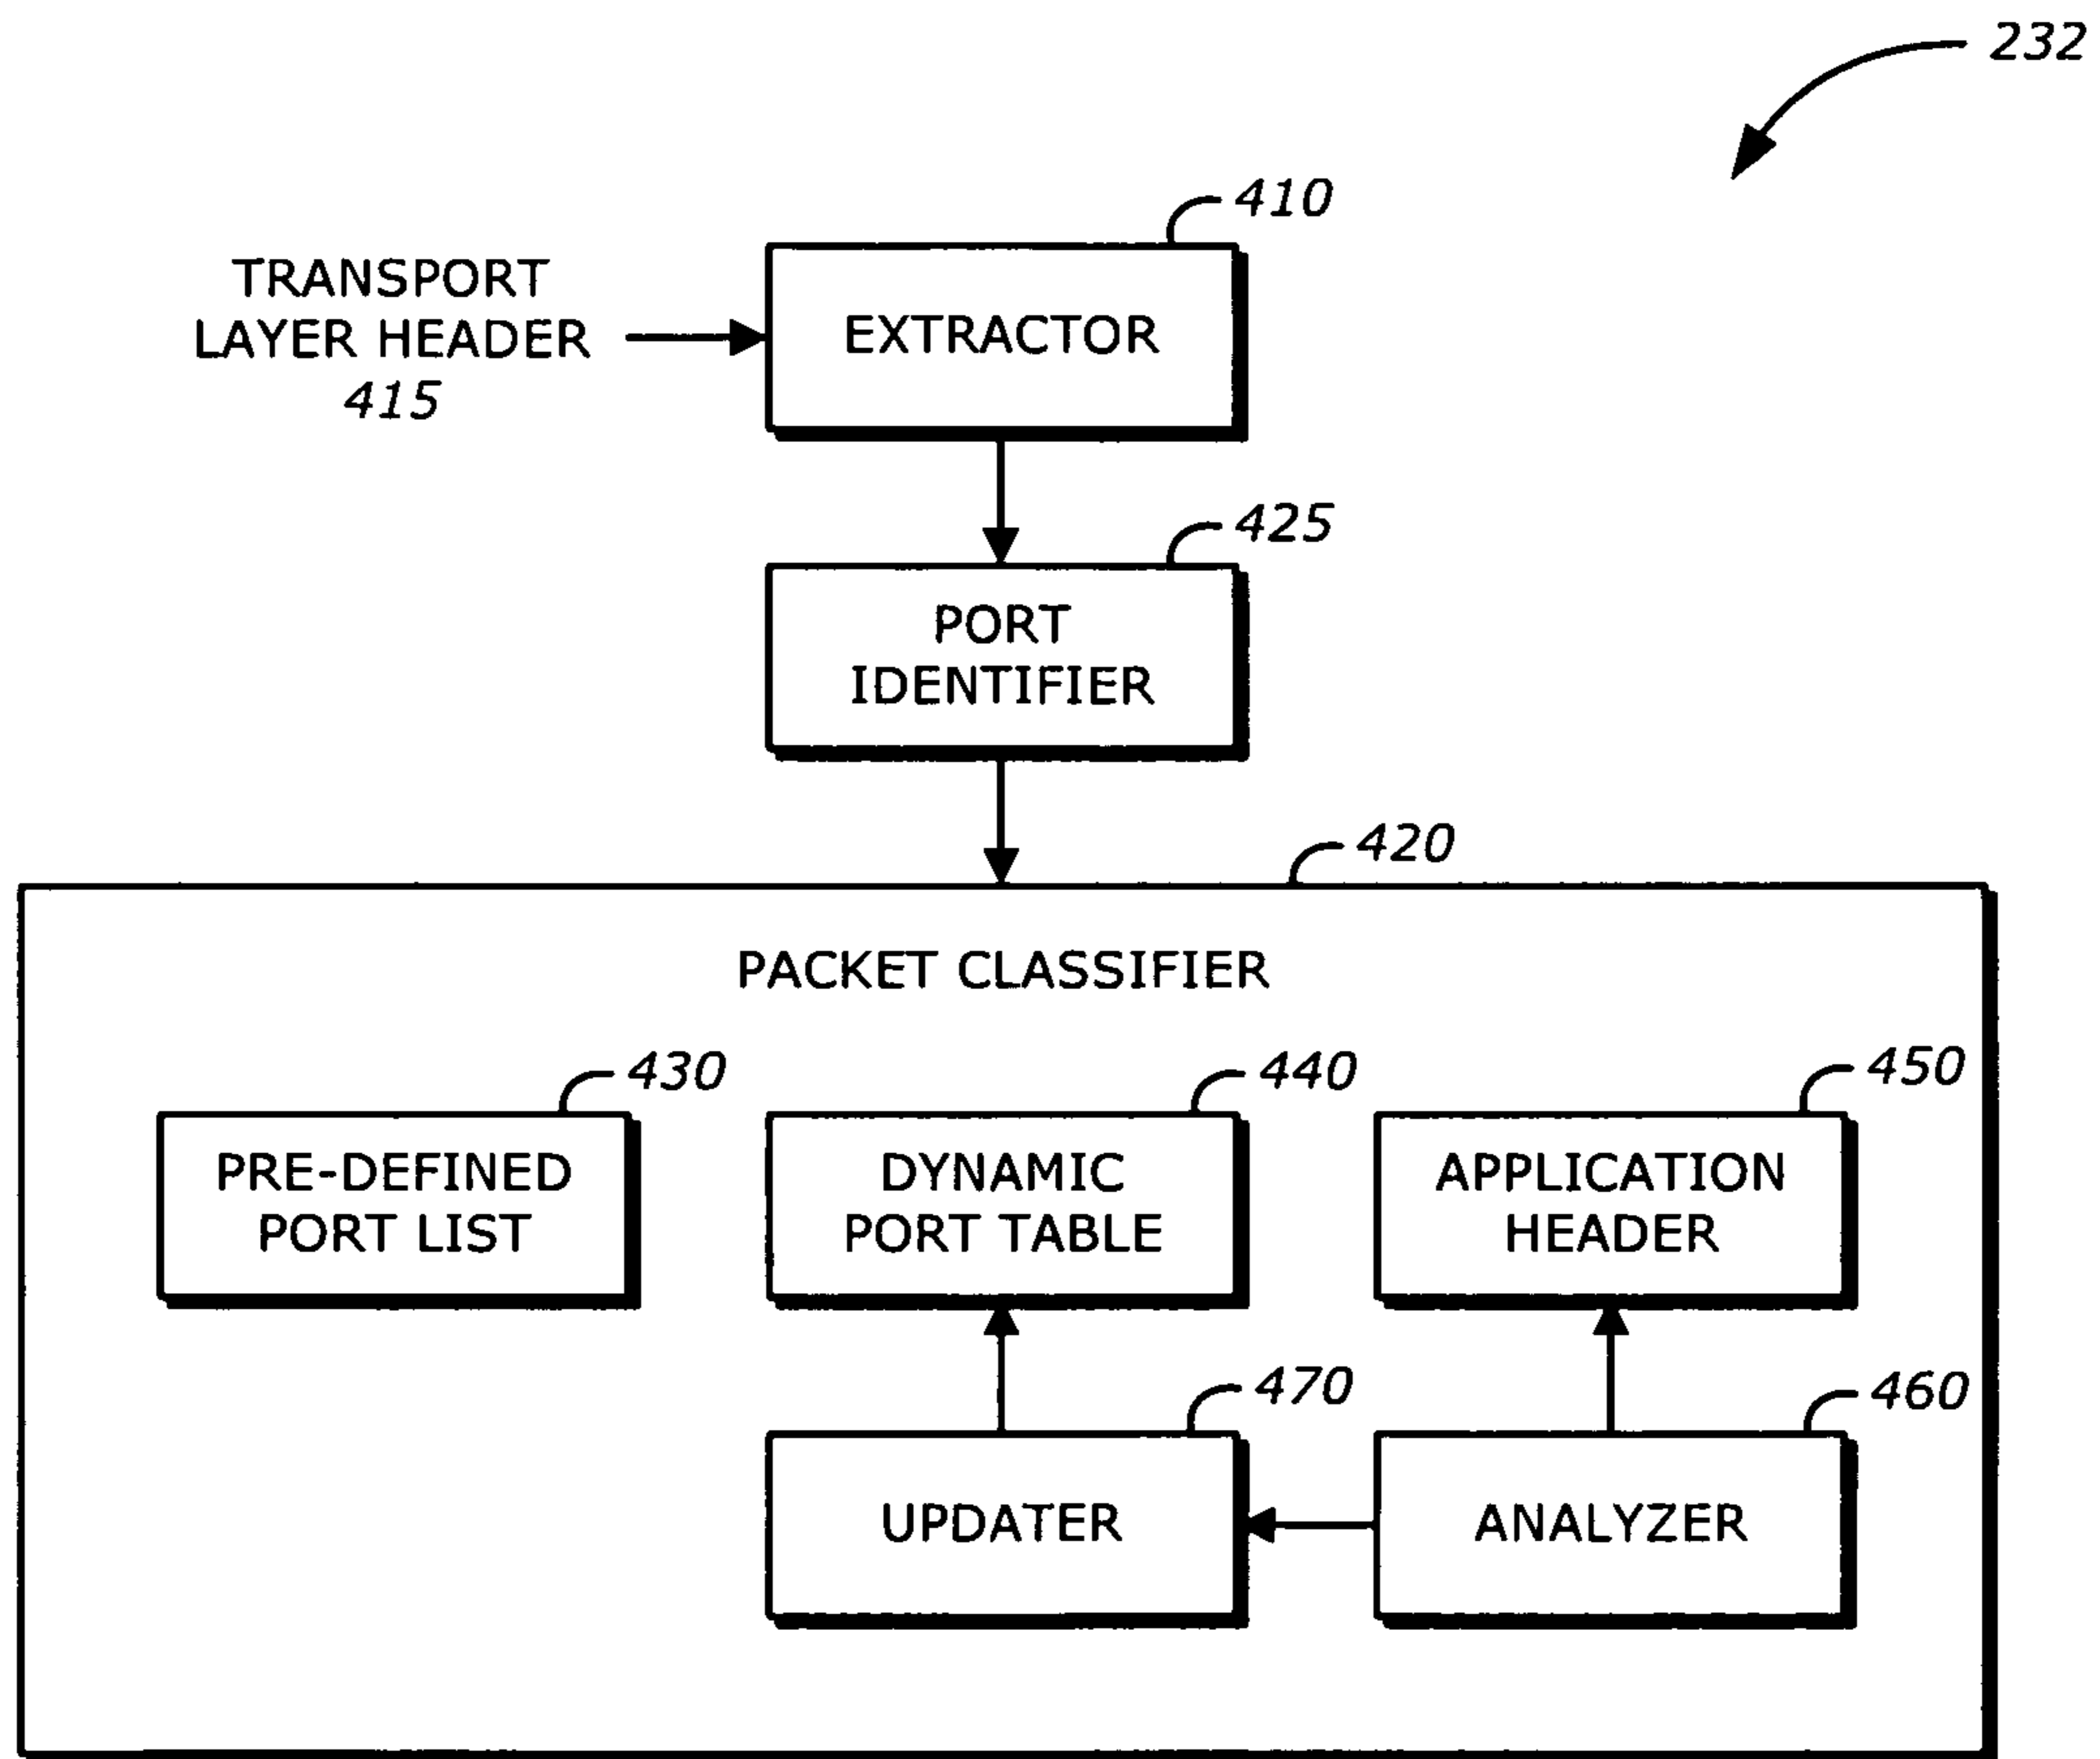 232
410
TRANSPORT
LAYER HEADER
415
EXTRACTOR
425
PORT
IDENTIFIER
420
PACKET CLASSIFIER
430
440
450
PRE-DEFINED
PORT LIST
DYNAMIC
PORT TABLE
APPLICATION
HEADER
470
460
UPDATER
ANALYZER